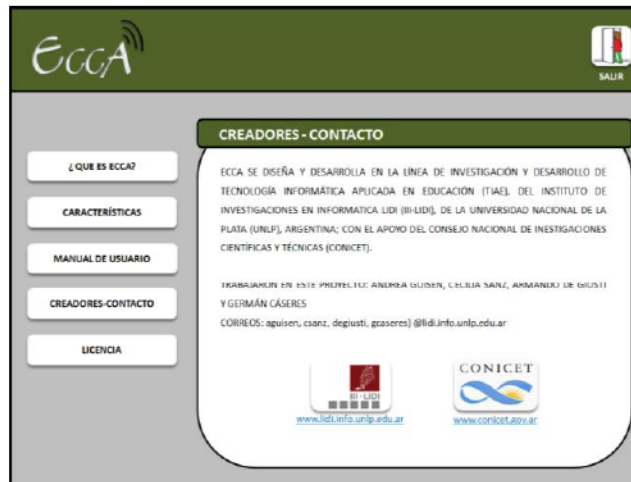 ECCA
SALIR
¿QUE ES ECCA?
CARACTERÍSTICAS
MANUAL DE USUARIO
CREADORES-CONTACTO
LICENCIA
CREADORES - CONTACTO
ECCA SE DISEÑA Y DESARROLLA EN LA LÍNEA DE INVESTIGACIÓN Y DESARROLLO DE
TECNOLOGÍA INFORMÁTICA APLICADA EN EDUCACIÓN (TIAE), DEL INSTITUTO DE
INVESTIGACIONES EN INFORMATICA LIDI (III-LIDI), DE LA UNIVERSIDAD NACIONAL DE LA
PLATA (UNLP), ARGENTINA; CON EL APOYO DEL CONSEJO NACIONAL DE INESTIGACIONES
CIENTÍFICAS Y TÉCNICAS (CONICET).
TRABAJARON EN ESTE PROYECTO: ANDREA GUISEN, CECILIA SANZ, ARMANDO DE GIUSTI
Y GERMÁN CÁSERES
CORREOS: aguisen, csanz, degiusti, gcaseres} @lidi.info.unlp.edu.ar
III - LIDI
www.lidi.info.unlp.edu.ar
CONICET
www.conicet.gov.ar